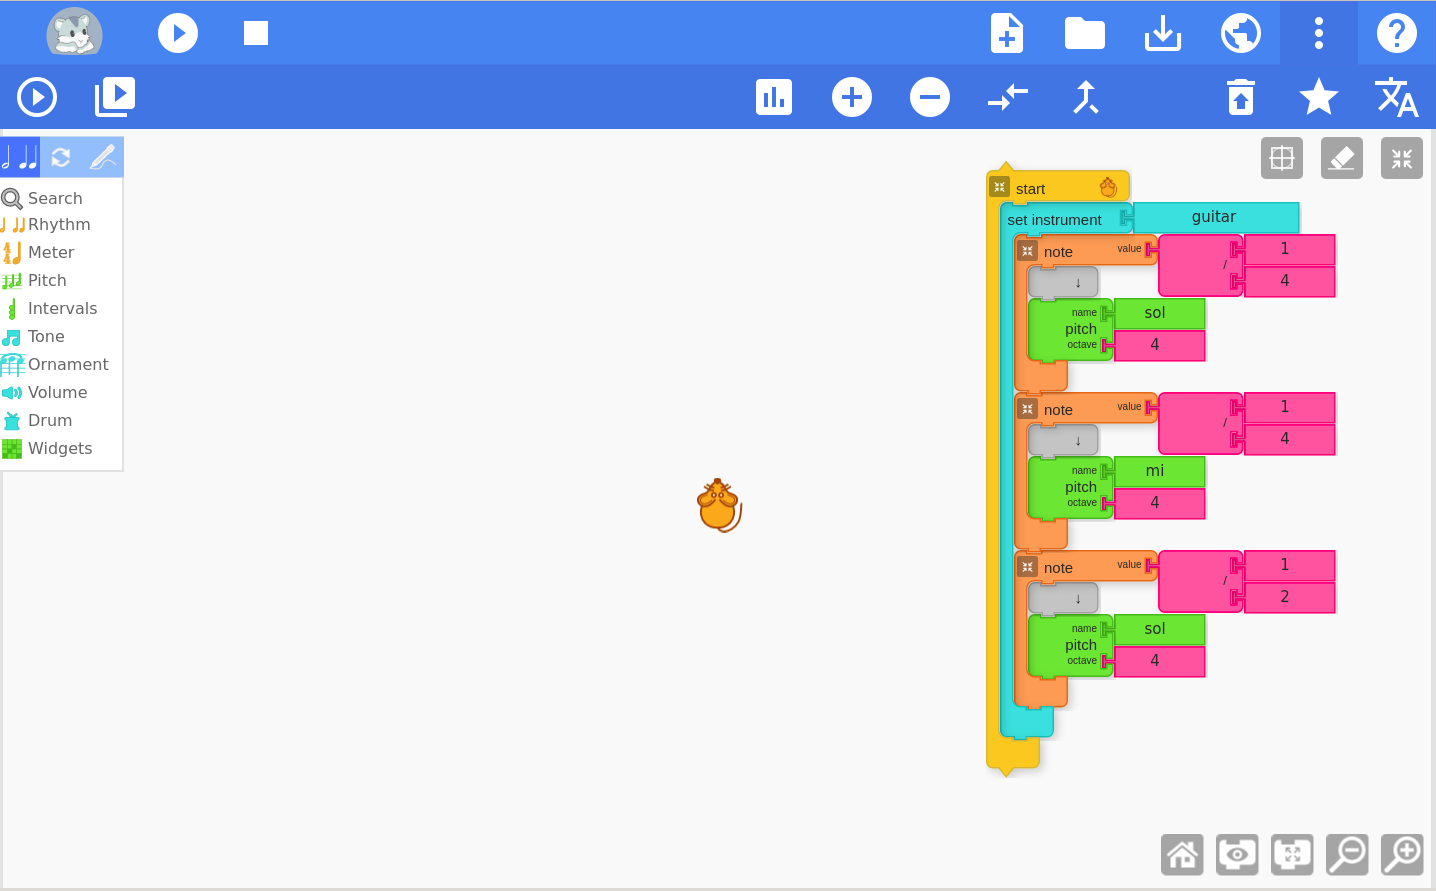 Search
Rhythm
Meter
Pitch
Intervals
Tone
Ornament
Volume
Drum
Widgets
start
set instrument guitar
note value 1 / 4
↓
pitch name sol
octave 4
note value 1 / 4
↓
pitch name mi
octave 4
note value 1 / 2
↓
pitch name sol
octave 4